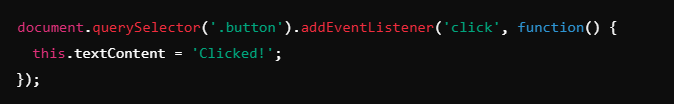 document.querySelector('.button').addEventListener('click', function() {
  this.textContent = 'Clicked!';
});